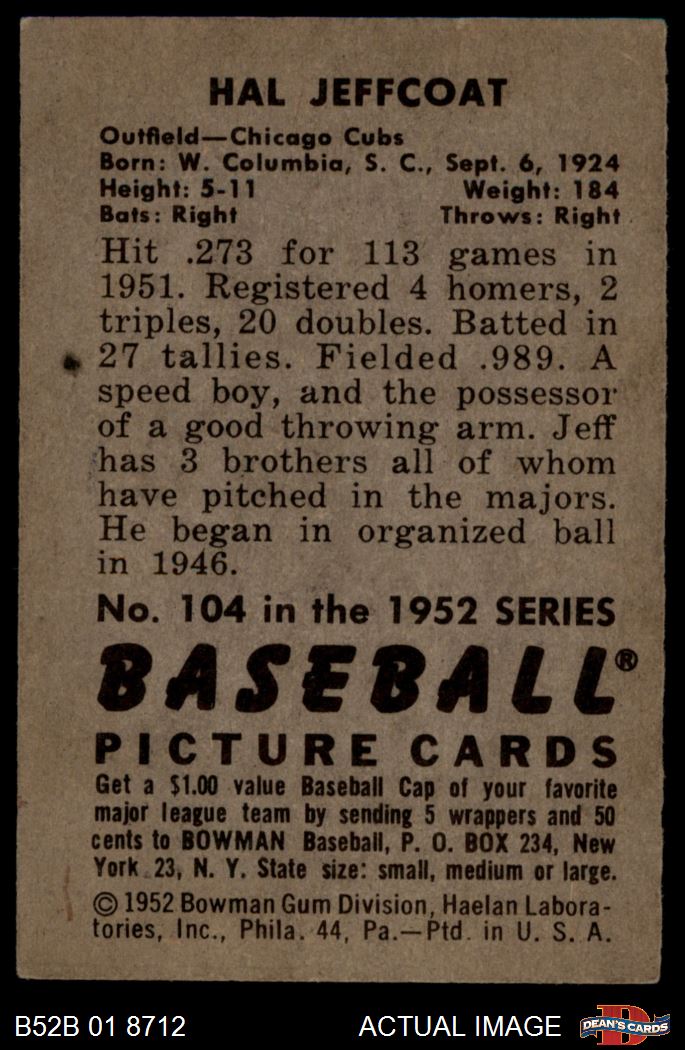 HAL JEFFCOAT
Outfield—Chicago Cubs
Born: W. Columbia, S. C., Sept. 6, 1924
Height: 5-11 Weight: 184
Bats: Right Throws: Right
Hit .273 for 113 games in
1951. Registered 4 homers, 2
triples, 20 doubles. Batted in
27 tallies. Fielded .989. A
speed boy, and the possessor
of a good throwing arm. Jeff
has 3 brothers all of whom
have pitched in the majors.
He began in organized ball
in 1946.
No. 104 in the 1952 SERIES
BASEBALL®
PICTURE CARDS
Get a $1.00 value Baseball Cap of your favorite
major league team by sending 5 wrappers and 50
cents to BOWMAN Baseball, P. O. BOX 234, New
York 23, N. Y. State size: small, medium or large.
© 1952 Bowman Gum Division, Haelan Labora-
tories, Inc., Phila. 44, Pa.—Ptd. in U. S. A.
B52B 01 8712 ACTUAL IMAGE
D
DEAN'S CARDS